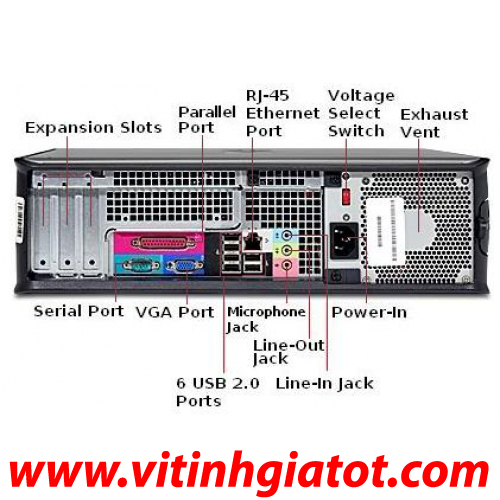 RJ-45
Ethernet
Port
Voltage
Select
Switch
Parallel
Port
Exhaust
Vent
Expansion Slots
Serial Port
VGA Port
Microphone
Jack
Power-In
Line-Out
Jack
6 USB 2.0
Ports
Line-In Jack
www.vitinhgiatot.com